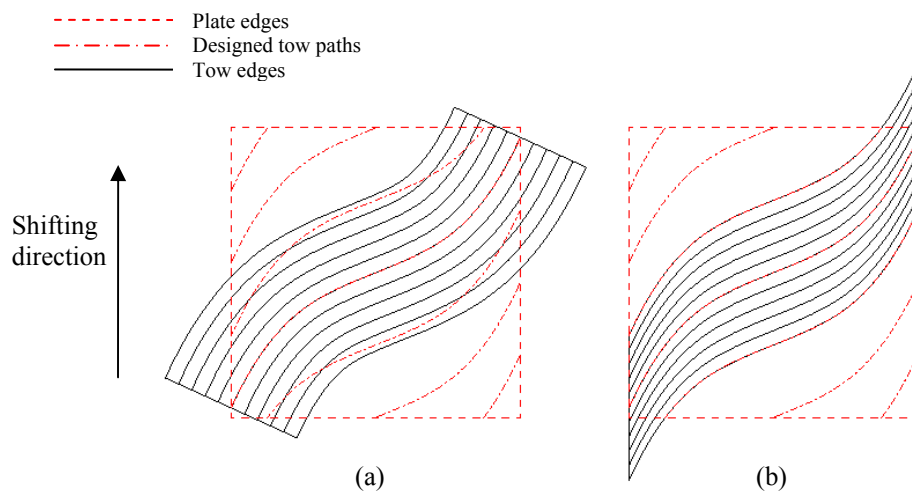 Plate edges
Designed tow paths
Tow edges
Shifting
direction
(a)
(b)